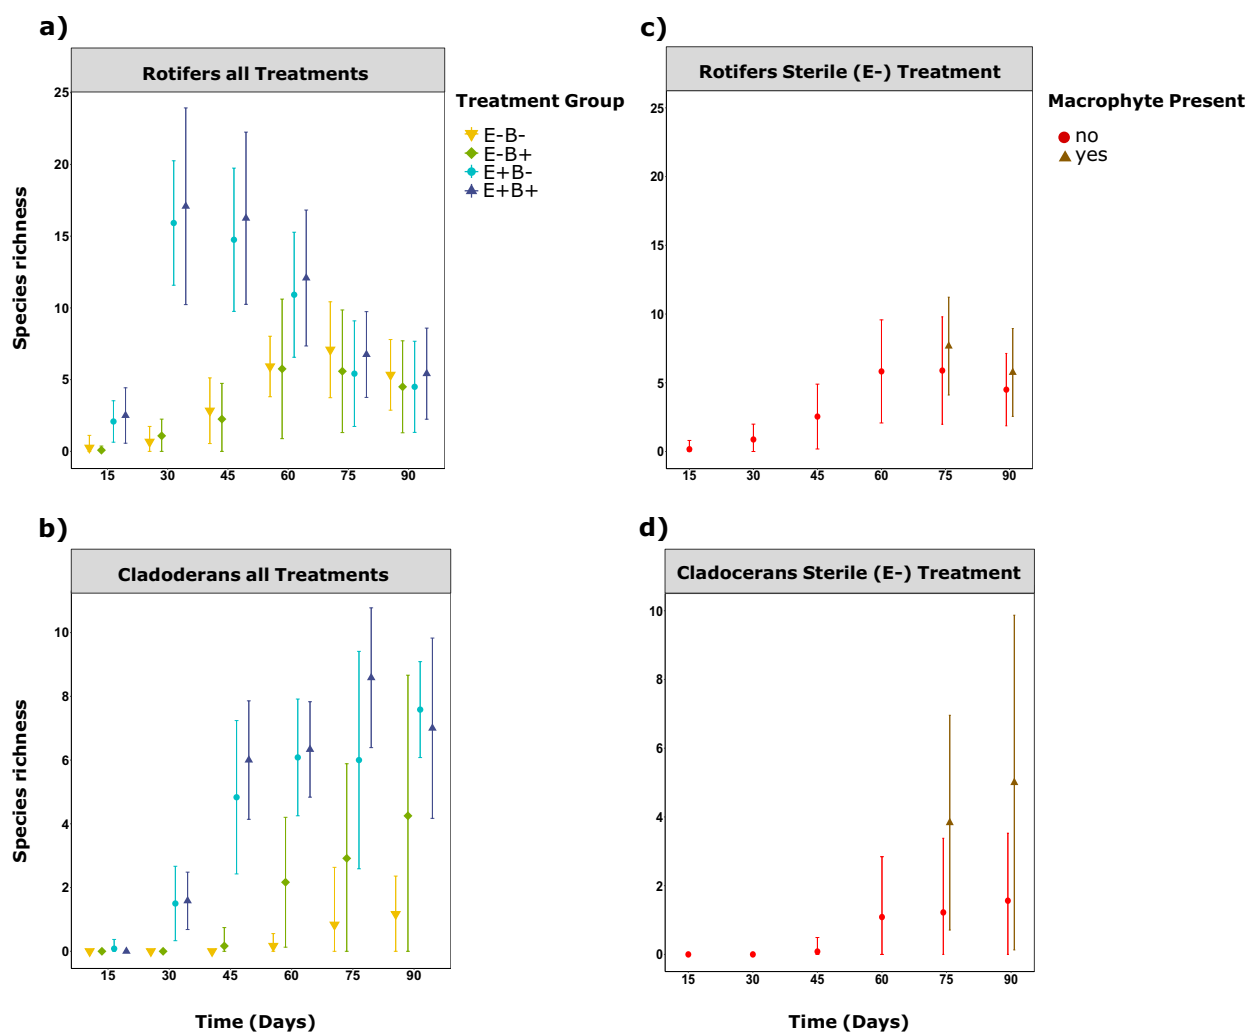 a)
Rotifers all Treatments
Species richness
25
20
15
10
5
0
15 30 45 60 75 90
Treatment Group
E-B-
E-B+
E+B-
E+B+
c)
Rotifers Sterile (E-) Treatment
25
20
15
10
5
0
15 30 45 60 75 90
Macrophyte Present
no
yes
b)
Cladoderans all Treatments
Species richness
10
8
6
4
2
0
15 30 45 60 75 90
Time (Days)
d)
Cladocerans Sterile (E-) Treatment
10
8
6
4
2
0
15 30 45 60 75 90
Time (Days)